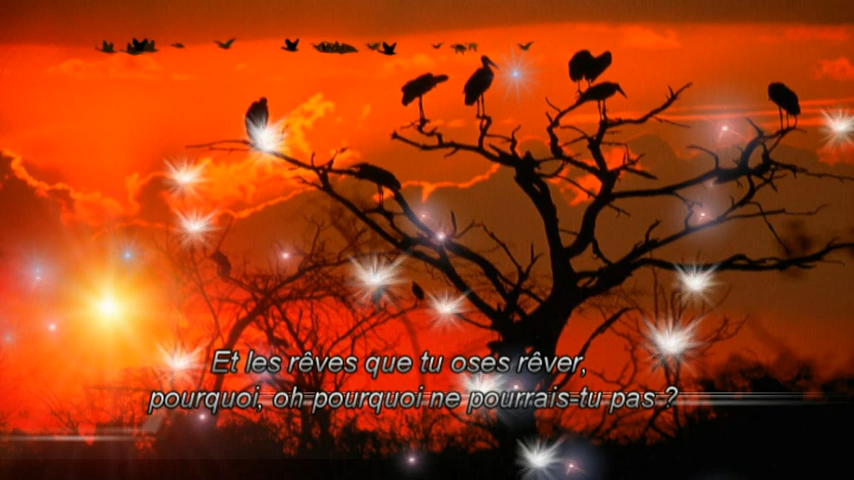 Et les rêves que tu oses rêver,
pourquoi, oh pourquoi ne pourrais-tu pas ?